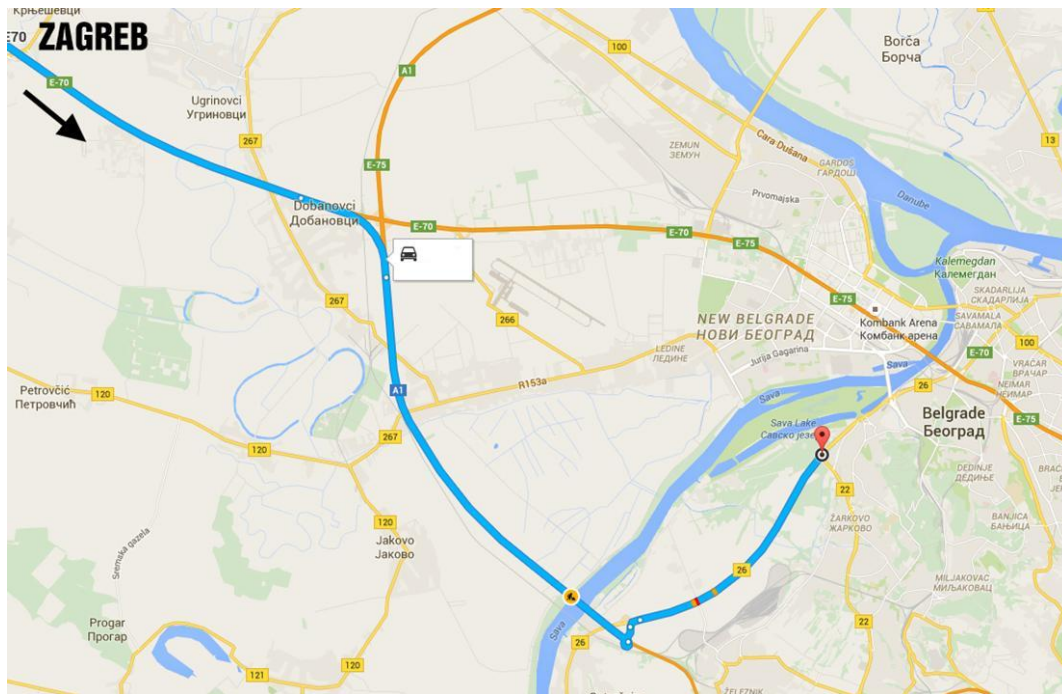 Крњешевци
E70
ZAGREB
E-70
Ugrinovci
Угриновци
267
A1
E-75
100
Borča
Борча
13
Cara Dušana
ZEMUN
ЗЕМУН
GARDOŠ
ГАРДОШ
Prvomajska
Danube
Dobanovci
Добановци
E-70
E-70
E-75
Kalemegdan
Калемегдан
SKADARLIJA
СКАДАРЛИЈА
SAVAMALA
САВАМАЛА
E-75
Kombank Arena
Комбанк арена
NEW BELGRADE
НОВИ БЕОГРАД
267
266
LEDINE
ЛЕДИНЕ
Jurija Gagarina
100
E-70
VRAČAR
ВРАЧАР
Sava
26
NEIMAR
НЕИМАР
R153a
A1
Petrovčić
Петровчић
120
Sava
Sava Lake
Савско језе
Belgrade
Београд
E-75
267
120
DEDINJE
ДЕДИЊЕ
22
BANJICA
БАЊИЦА
ŽARKOVO
ЖАРКОВО
120
Jakovo
Јаково
Sremska gazela
26
MILJAKOVAC
МИЉАКОВАЦ
Progar
Прогар
Sava
22
26
120
121
ŽELEZNIK